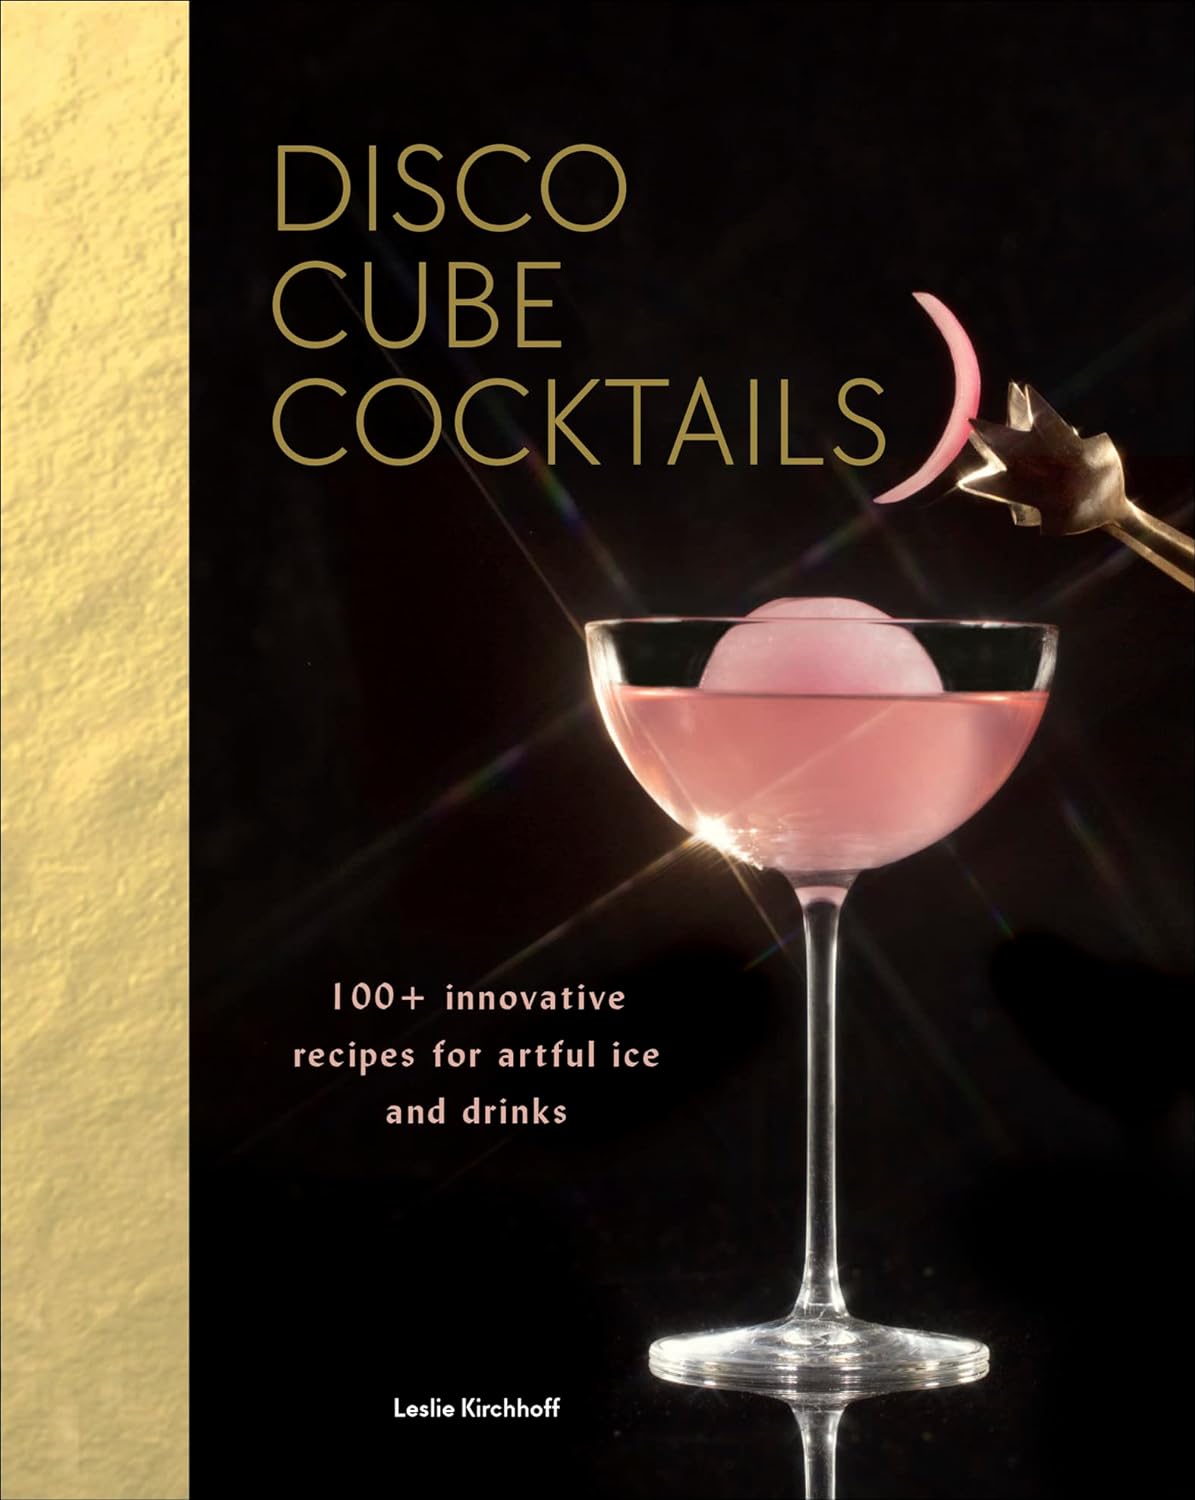 DISCO
CUBE
COCKTAILS
100+ innovative
recipes for artful ice
and drinks
Leslie Kirchhoff